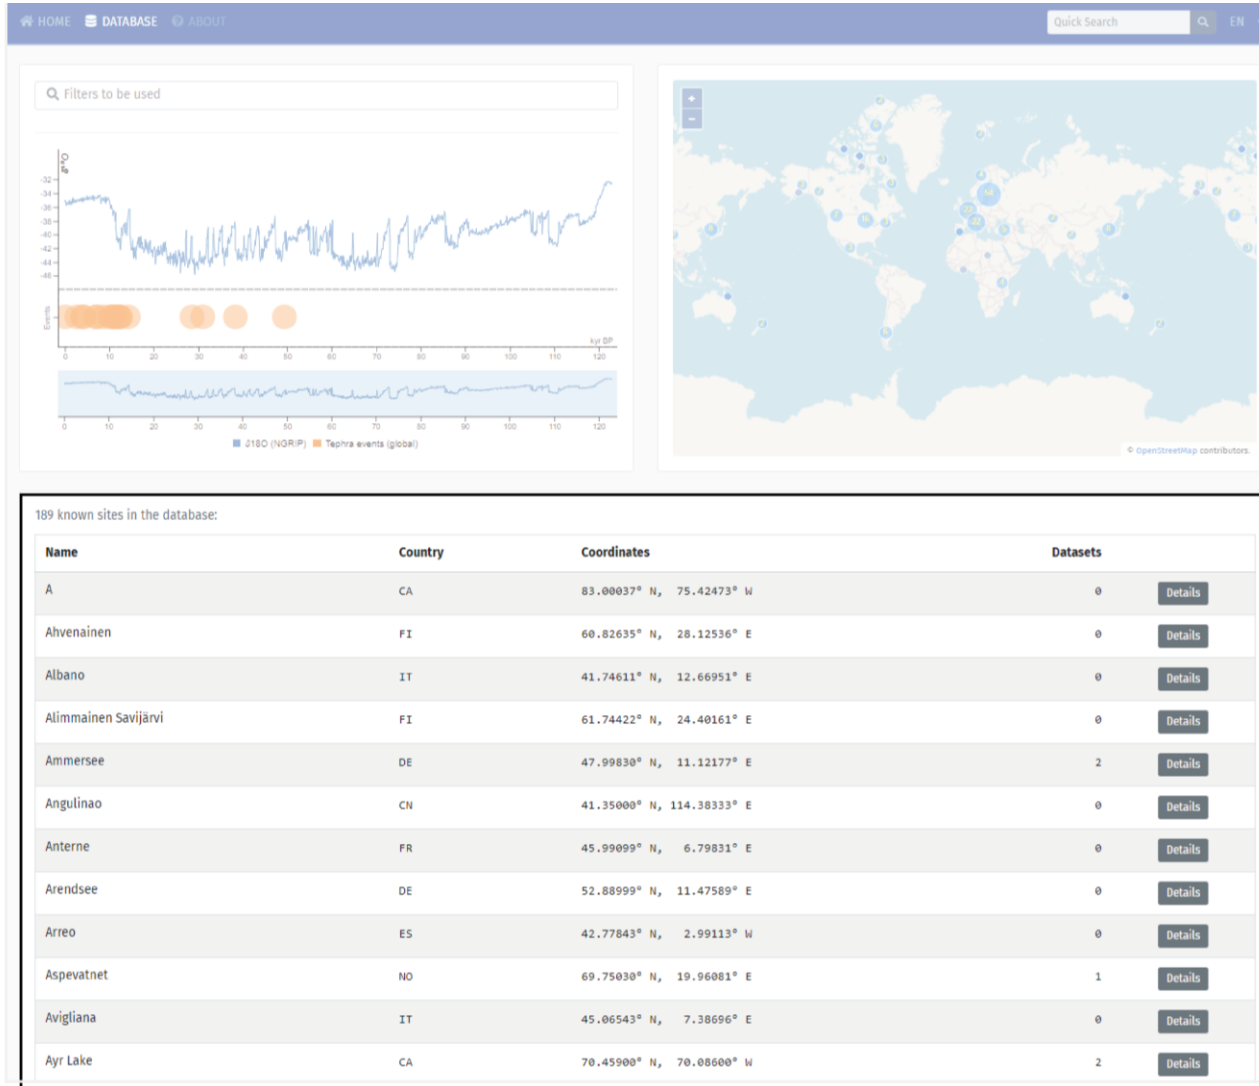 HOME DATABASE ABOUT Quick Search EN
Filters to be used
-32
-34
-36
-38
-40
-42
-44
-46
Events
kyr BP
0 10 20 30 40 50 60 70 80 90 100 110 120
0 10 20 30 40 50 60 70 80 90 100 110 120
δ18O (NGRIP) Tephra events (global)
+
−
© OpenStreetMap contributors.
189 known sites in the database:
Name Country Coordinates Datasets
A CA 83.00037° N, 75.42473° W 0 Details
Ahvenainen FI 60.82635° N, 28.12536° E 0 Details
Albano IT 41.74611° N, 12.66951° E 0 Details
Alimmainen Savijärvi FI 61.74422° N, 24.40161° E 0 Details
Ammersee DE 47.99830° N, 11.12177° E 2 Details
Angulinao CN 41.35000° N, 114.38333° E 0 Details
Anterne FR 45.99099° N, 6.79831° E 0 Details
Arendsee DE 52.88999° N, 11.47589° E 0 Details
Arreo ES 42.77843° N, 2.99113° W 0 Details
Aspevatnet NO 69.75030° N, 19.96081° E 1 Details
Avigliana IT 45.06543° N, 7.38696° E 0 Details
Ayr Lake CA 70.45900° N, 70.08600° W 2 Details